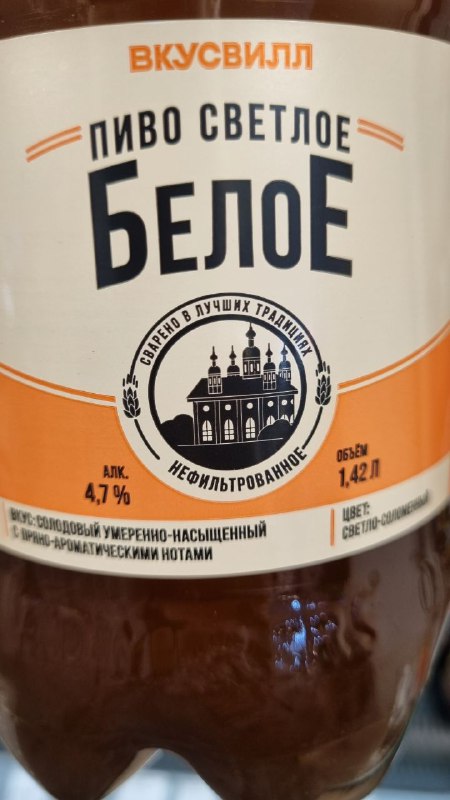 ВКУСВИЛЛ
ПИВО СВЕТЛОЕ
БЕЛОЕ
СВАРЕНО В ЛУЧШИХ ТРАДИЦИЯХ
НЕФИЛЬТРОВАННОЕ
АЛК.
4,7 %
ОБЪЁМ
1,42 Л
ВКУС: СОЛОДОВЫЙ УМЕРЕННО-НАСЫЩЕННЫЙ
С ПРЯНО-АРОМАТИЧЕСКИМИ НОТАМИ
ЦВЕТ:
СВЕТЛО-СОЛОМЕННЫЙ